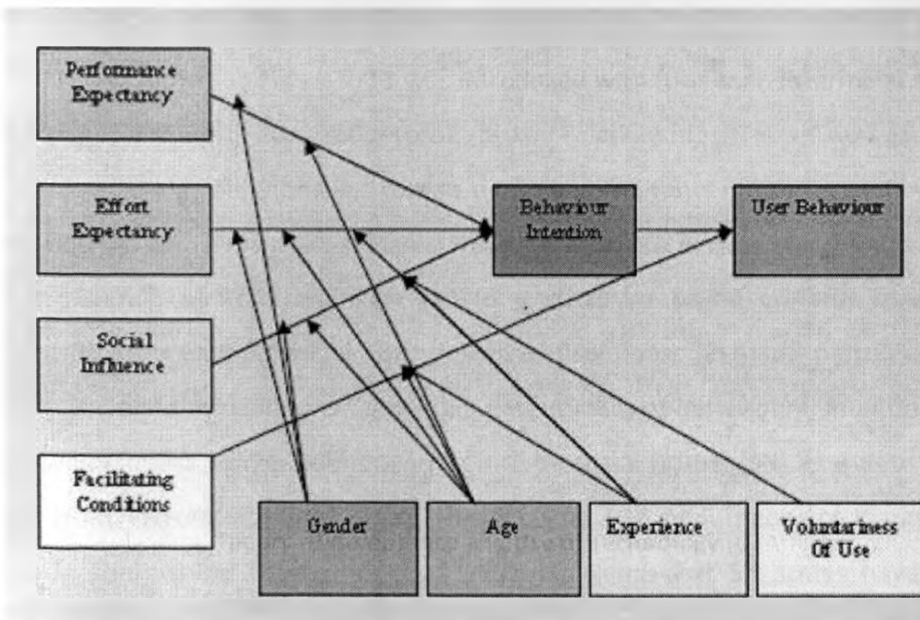 Performance
Expectancy
Effort
Expectancy
Social
Influence
Facilitating
Conditions
Behaviour
Intention
User Behaviour
Gender
Age
Experience
Voluntariness
Of Use